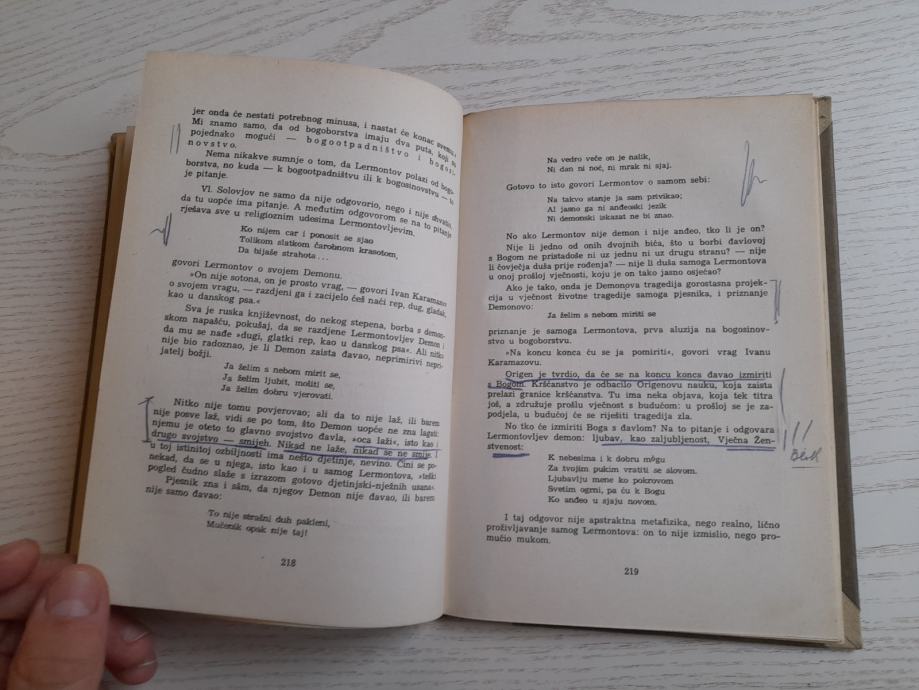 jer onda će nestati potrebnog minusa, i nastat će konac svemu.
Mi znamo samo, da od bogoborstva imaju dva puta, koji su
pojednako mogući — bogootpadništvo i bogosi-
novstvo.
Nema nikakve sumnje o tom, da Lermontov polazi od bogo-
borstva, no kuda — k bogootpadništvu ili k bogosinovstvu — to
je pitanje.
Vl. Solovjov ne samo da nije odgovorio, nego i nije shvatio,
da tu uopće ima pitanja. A međutim odgovorom se na to pitanje
rješava sve u religioznim udesima Lermontovljevim.
Ko nijem car i ponosit se sjao
Tolikom slatkom čarobnom krasotom,
Da bijaše strahota...
govori Lermontov o svojem Demonu.
»On nije sotona, on je prosto vrag, — govori Ivan Karamazov
o svojem vragu, — razdjeni ga i zacijelo ćeš naći rep, dug, gladak,
kao u danskog psa.«
Sva je ruska književnost, do nekog stepena, borba s demon-
skom napašću, pokušaj, da se razdjene Lermontovljev Demon i
da mu se nađe »dugi, glatki rep, kao u danskog psa«. Ali nitko
nije bio radoznao, je li Demon zaista đavao, neprimirivi nepri-
jatelj božji.
Ja želim s nebom mirit se,
Ja želim ljubit, moliti se,
Ja želim dobru vjerovati.
Nitko nije tomu povjerovao; ali da to nije laž, ili barem
nije posve laž, vidi se po tom, što Demon uopće ne zna lagati:
njemu je oteto to glavno svojstvo đavla, »oca laži«, isto kao i
drugo svojstvo — smijeh. Nikad ne laže, nikad se ne smije. I
u toj istinitoj ozbiljnosti ima nešto djetinje, nevino. Čini se po-
nekad, da se u njega, isto kao i u samog Lermontova, »teški
pogled čudno slaže s izrazom gotovo djetinjski-nježnih usana«.
Pjesnik zna i sâm, da njegov Demon nije đavao, ili barem
nije samo đavao:
To nije strašni duh pakleni,
Mučenik opak nije taj!
218
Na vedro veče on je nalik,
Ni dan ni noć, ni mrak ni sjaj.
Gotovo to isto govori Lermontov o samom sebi:
Na takvo stanje ja sam privikao;
Al jasno ga ni anđeoski jezik
Ni demonski iskazat ne bi znao.
No ako Lermontov nije demon i nije anđeo, tko li je on?
Nije li jedno od onih dvojnih bića, što u borbi đavlovoj
s Bogom ne pristadoše ni uz jednu ni uz drugu stranu? — nije
li čovječja duša prije rođenja? — nije li duša samoga Lermontova
u onoj prošloj vječnosti, koju je on tako jasno osjećao?
Ako je tako, onda je Demonova tragedija gorostasna projek-
cija u vječnost životne tragedije samoga pjesnika, i priznanje
Demonovo:
Ja želim s nebom miriti se
priznanje je samoga Lermontova, prva aluzija na bogosinov-
stvo u bogoborstvu.
»Na koncu konca ću se ja pomiriti«, govori vrag Ivanu
Karamazovu.
Origen je tvrdio, da će se na koncu konca đavao izmiriti
s Bogom. Kršćanstvo je odbacilo Origenovu nauku, koja zaista
prelazi granice kršćanstva. Tu ima neka objava, koja tek titra
još, a združuje prošlu vječnost s budućom: u prošloj se je za-
podjela, u budućoj će se riješiti tragedija zla.
No tko će izmiriti Boga s đavlom? Na to pitanje i odgovara
Lermontovljev demon: ljubav, kao zaljubljenost, Vječna Žen-
stvenost:
K nebesima i k dobru môgu
Za tvojim pukim vratiti se slovom.
Ljubavlju mene ko pokrovom
Svetim ogrni, pa ću k Bogu
Ko anđeo u sjaju novom.
I taj odgovor nije apstraktna metafizika, nego realno, lično
proživljavanje samog Lermontova: on to nije izmislio, nego pro-
mučio mukom.
219